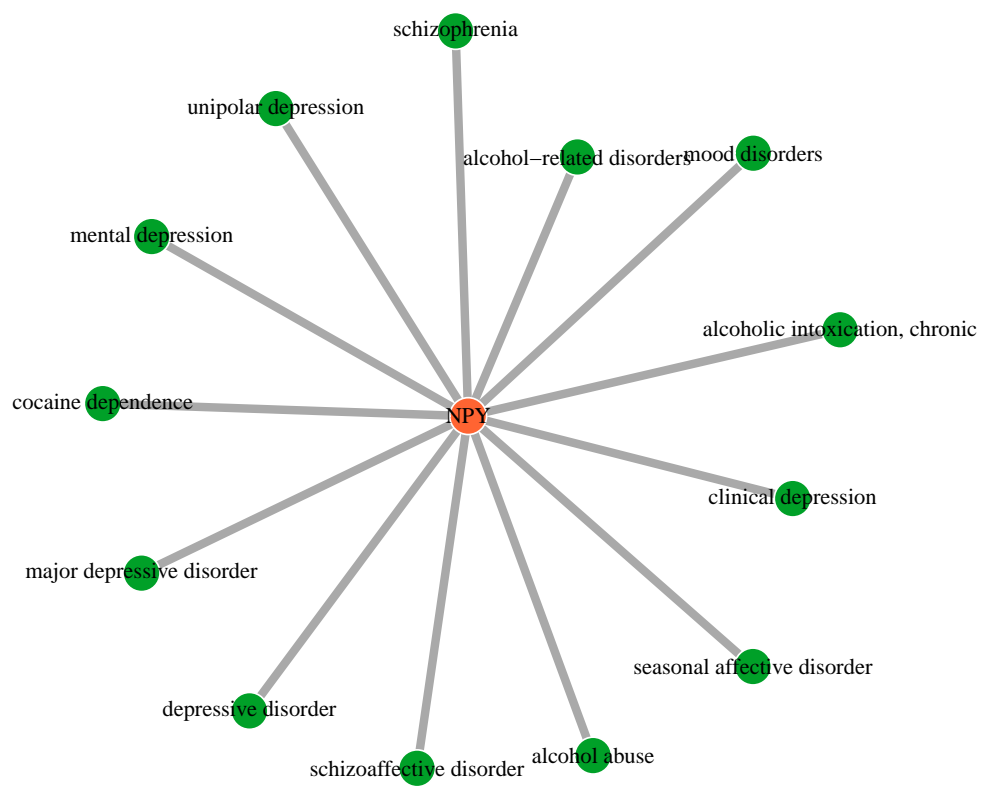 schizophrenia
unipolar depression
alcohol−related disorders
mood disorders
mental depression
alcoholic intoxication, chronic
cocaine dependence
NPY
clinical depression
major depressive disorder
seasonal affective disorder
depressive disorder
schizoaffective disorder
alcohol abuse